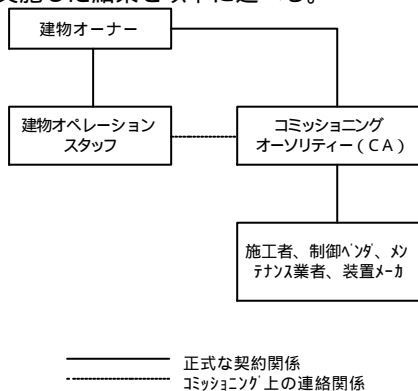 実施した結果を以下に述べる。
建物オーナー
建物オペレーション
スタッフ
コミッショニング
オーソリティー(CA)
施工者、制御ﾍﾞﾝﾀﾞ、メン
ﾃﾅﾝｽ業者、装置ﾒｰｶ
正式な契約関係
ｺﾐｯｼｮﾆﾝｸﾞ上の連絡関係